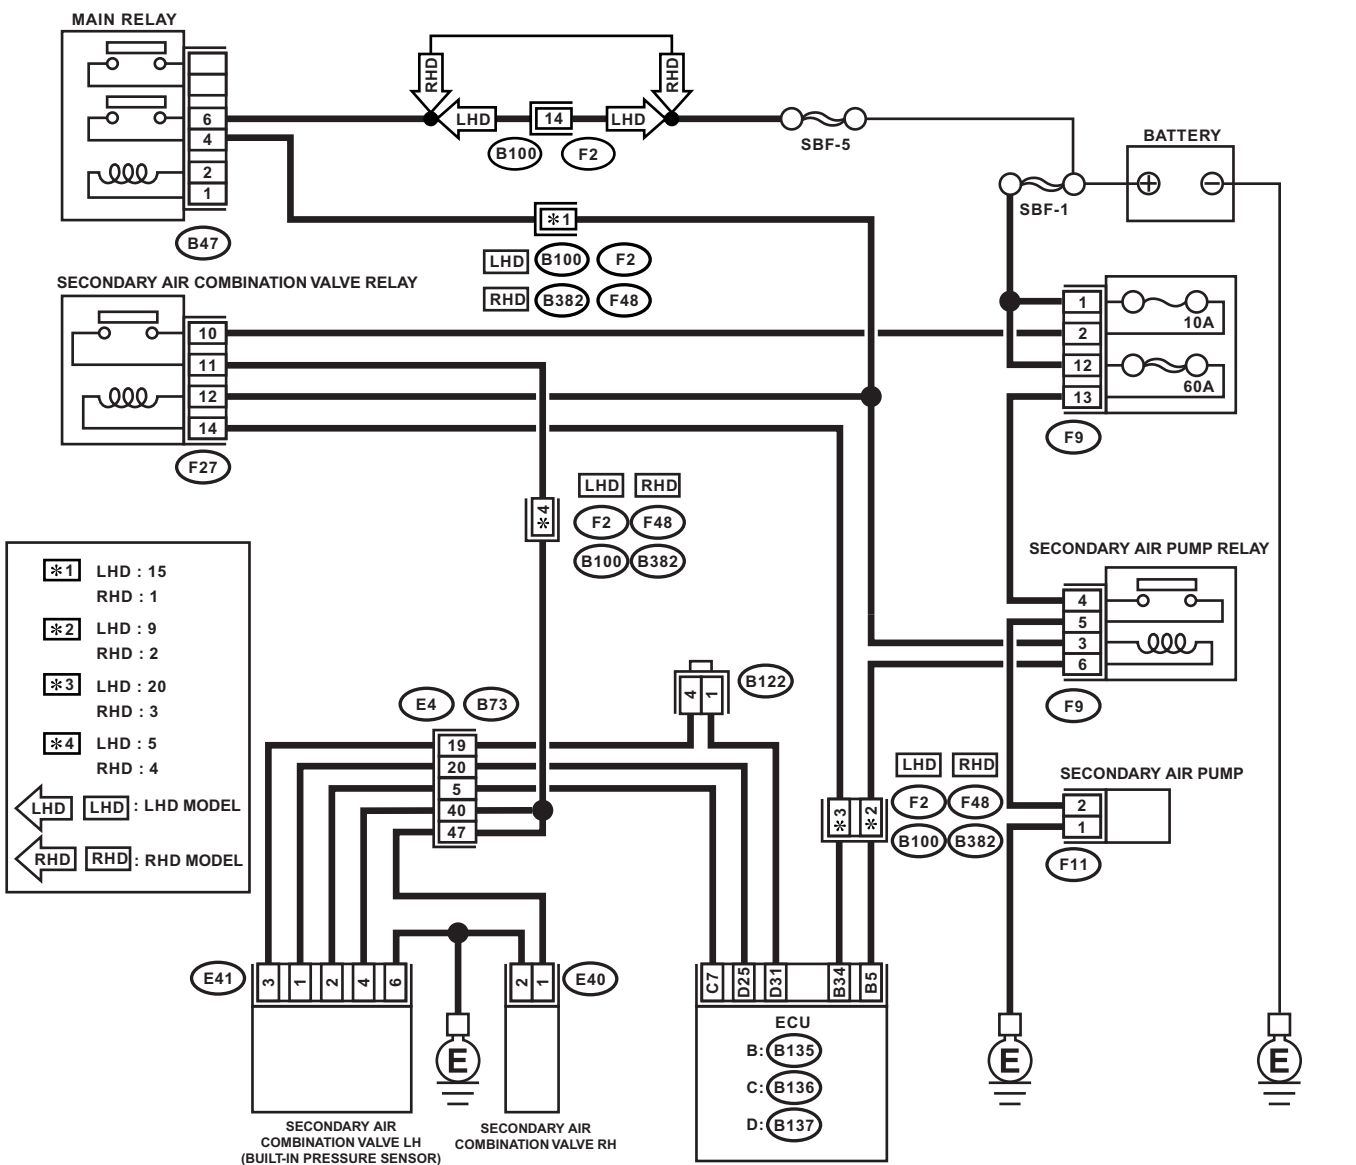 MAIN RELAY
6
4
2
1
B47
RHD
RHD
LHD
14
LHD
B100
F2
SBF-5
BATTERY
+
−
SBF-1
*1
LHD B100 F2
RHD B382 F48
SECONDARY AIR COMBINATION VALVE RELAY
10
11
12
14
F27
1
2
12
13
10A
60A
F9
*4
LHD RHD
F2 F48
B100 B382
*1 LHD : 15
RHD : 1
*2 LHD : 9
RHD : 2
*3 LHD : 20
RHD : 3
*4 LHD : 5
RHD : 4
LHD LHD : LHD MODEL
RHD RHD : RHD MODEL
SECONDARY AIR PUMP RELAY
4
5
3
6
F9
4 1
B122
E4 B73
19
20
5
40
47
LHD RHD
F2 F48
B100 B382
*3 *2
SECONDARY AIR PUMP
2
1
F11
E41
3 1 2 4 6
2 1
E40
C7 D25 D31 B34 B5
ECU
B: B135
C: B136
D: B137
E
E
E
SECONDARY AIR
COMBINATION VALVE LH
(BUILT-IN PRESSURE SENSOR)
SECONDARY AIR
COMBINATION VALVE RH